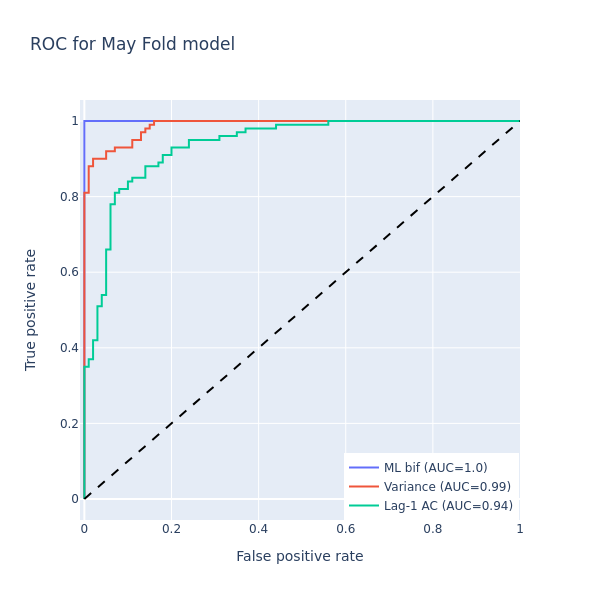 ROC for May Fold model
True positive rate
1
0.8
0.6
0.4
0.2
0
0 0.2 0.4 0.6 0.8 1
False positive rate
ML bif (AUC=1.0)
Variance (AUC=0.99)
Lag-1 AC (AUC=0.94)